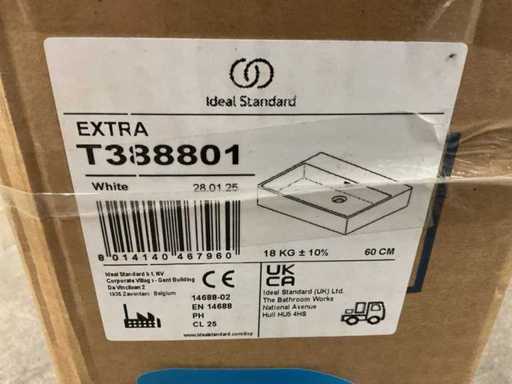 Ideal Standard
EXTRA
T388801
White 28.01.25
8 014140 467960
18 KG ± 10% 60 CM
Ideal Standard Int. NV
Corporate Village - Gent Building
Da Vincilaan 2
1935 Zaventem - Belgium
CE
14688-02
EN 14688
PH
CL 25
www.idealstandard.com/
UK
CA
Ideal Standard (UK) Ltd.
The Bathroom Works
National Avenue
Hull HU5 4HS